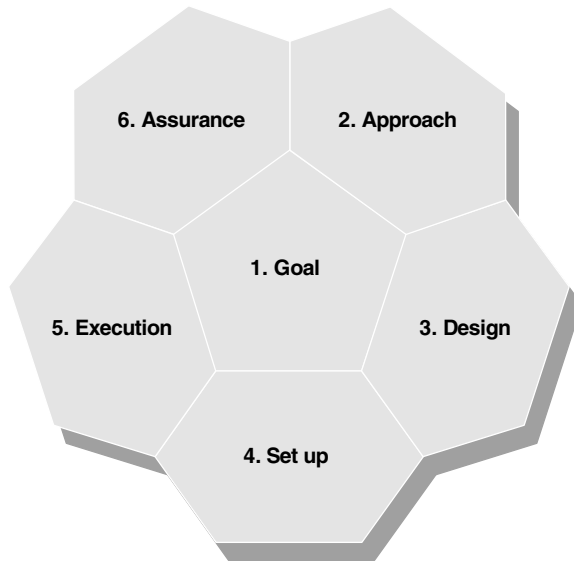 6. Assurance
2. Approach
1. Goal
5. Execution
3. Design
4. Set up